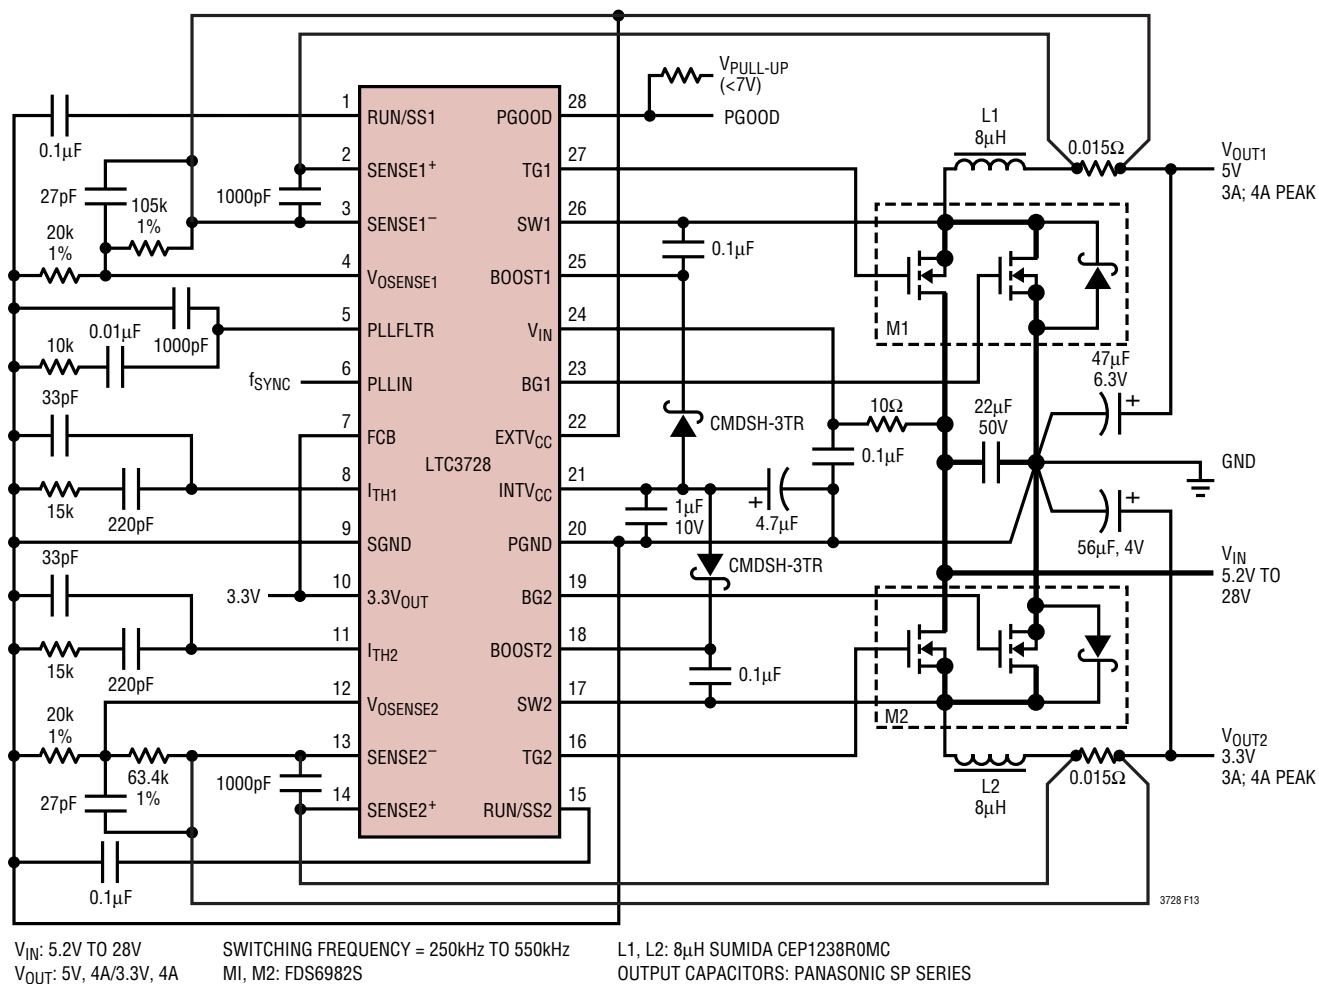 V_PULL-UP
(<7V)
PGOOD
0.1µF
1
RUN/SS1
PGOOD
28
2
SENSE1+
TG1
27
27pF
105k
1%
1000pF
3
SENSE1−
SW1
26
0.1µF
20k
1%
4
VOSENSE1
BOOST1
25
0.01µF
1000pF
5
PLLFLTR
VIN
24
10k
fSYNC
6
PLLIN
BG1
23
33pF
7
FCB
EXTVCC
22
CMDSH-3TR
LTC3728
15k
220pF
8
ITH1
INTVCC
21
1µF
10V
4.7µF
10Ω
0.1µF
9
SGND
PGND
20
33pF
CMDSH-3TR
3.3V
10
3.3VOUT
BG2
19
15k
220pF
11
ITH2
BOOST2
18
0.1µF
12
VOSENSE2
SW2
17
20k
1%
63.4k
1%
13
SENSE2−
TG2
16
27pF
1000pF
14
SENSE2+
RUN/SS2
15
0.1µF
L1
8µH
0.015Ω
VOUT1
5V
3A; 4A PEAK
M1
47µF
6.3V
22µF
50V
GND
56µF, 4V
VIN
5.2V TO
28V
M2
L2
8µH
0.015Ω
VOUT2
3.3V
3A; 4A PEAK
3728 F13
VIN: 5.2V TO 28V
VOUT: 5V, 4A/3.3V, 4A
SWITCHING FREQUENCY = 250kHz TO 550kHz
MI, M2: FDS6982S
L1, L2: 8µH SUMIDA CEP1238R0MC
OUTPUT CAPACITORS: PANASONIC SP SERIES